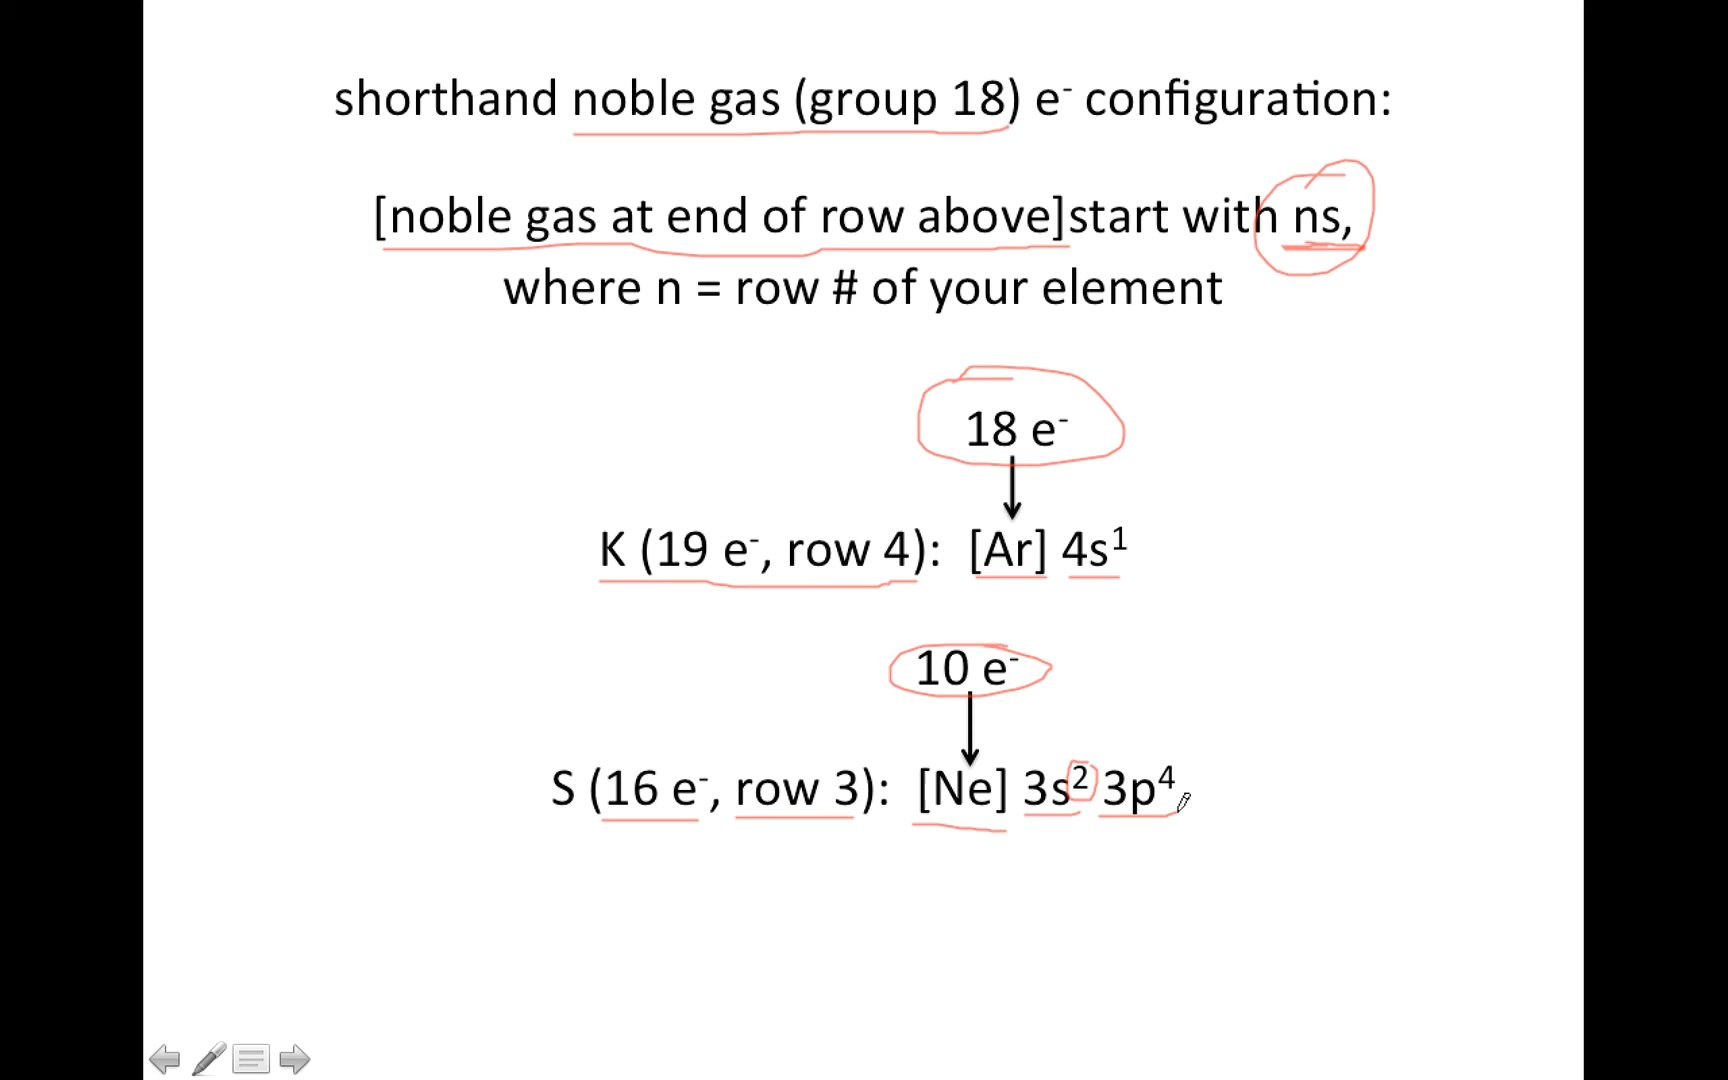 shorthand noble gas (group 18) e⁻ configuration:
[noble gas at end of row above]start with ns,
where n = row # of your element
18 e⁻
K (19 e⁻, row 4): [Ar] 4s¹
10 e⁻
S (16 e⁻, row 3): [Ne] 3s² 3p⁴